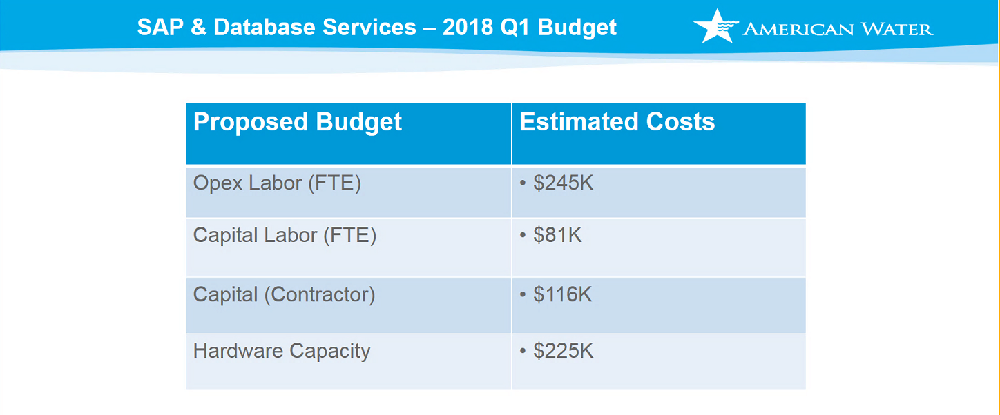 SAP & Database Services – 2018 Q1 Budget
AMERICAN WATER
Proposed Budget
Estimated Costs
Opex Labor (FTE)
• $245K
Capital Labor (FTE)
• $81K
Capital (Contractor)
• $116K
Hardware Capacity
• $225K